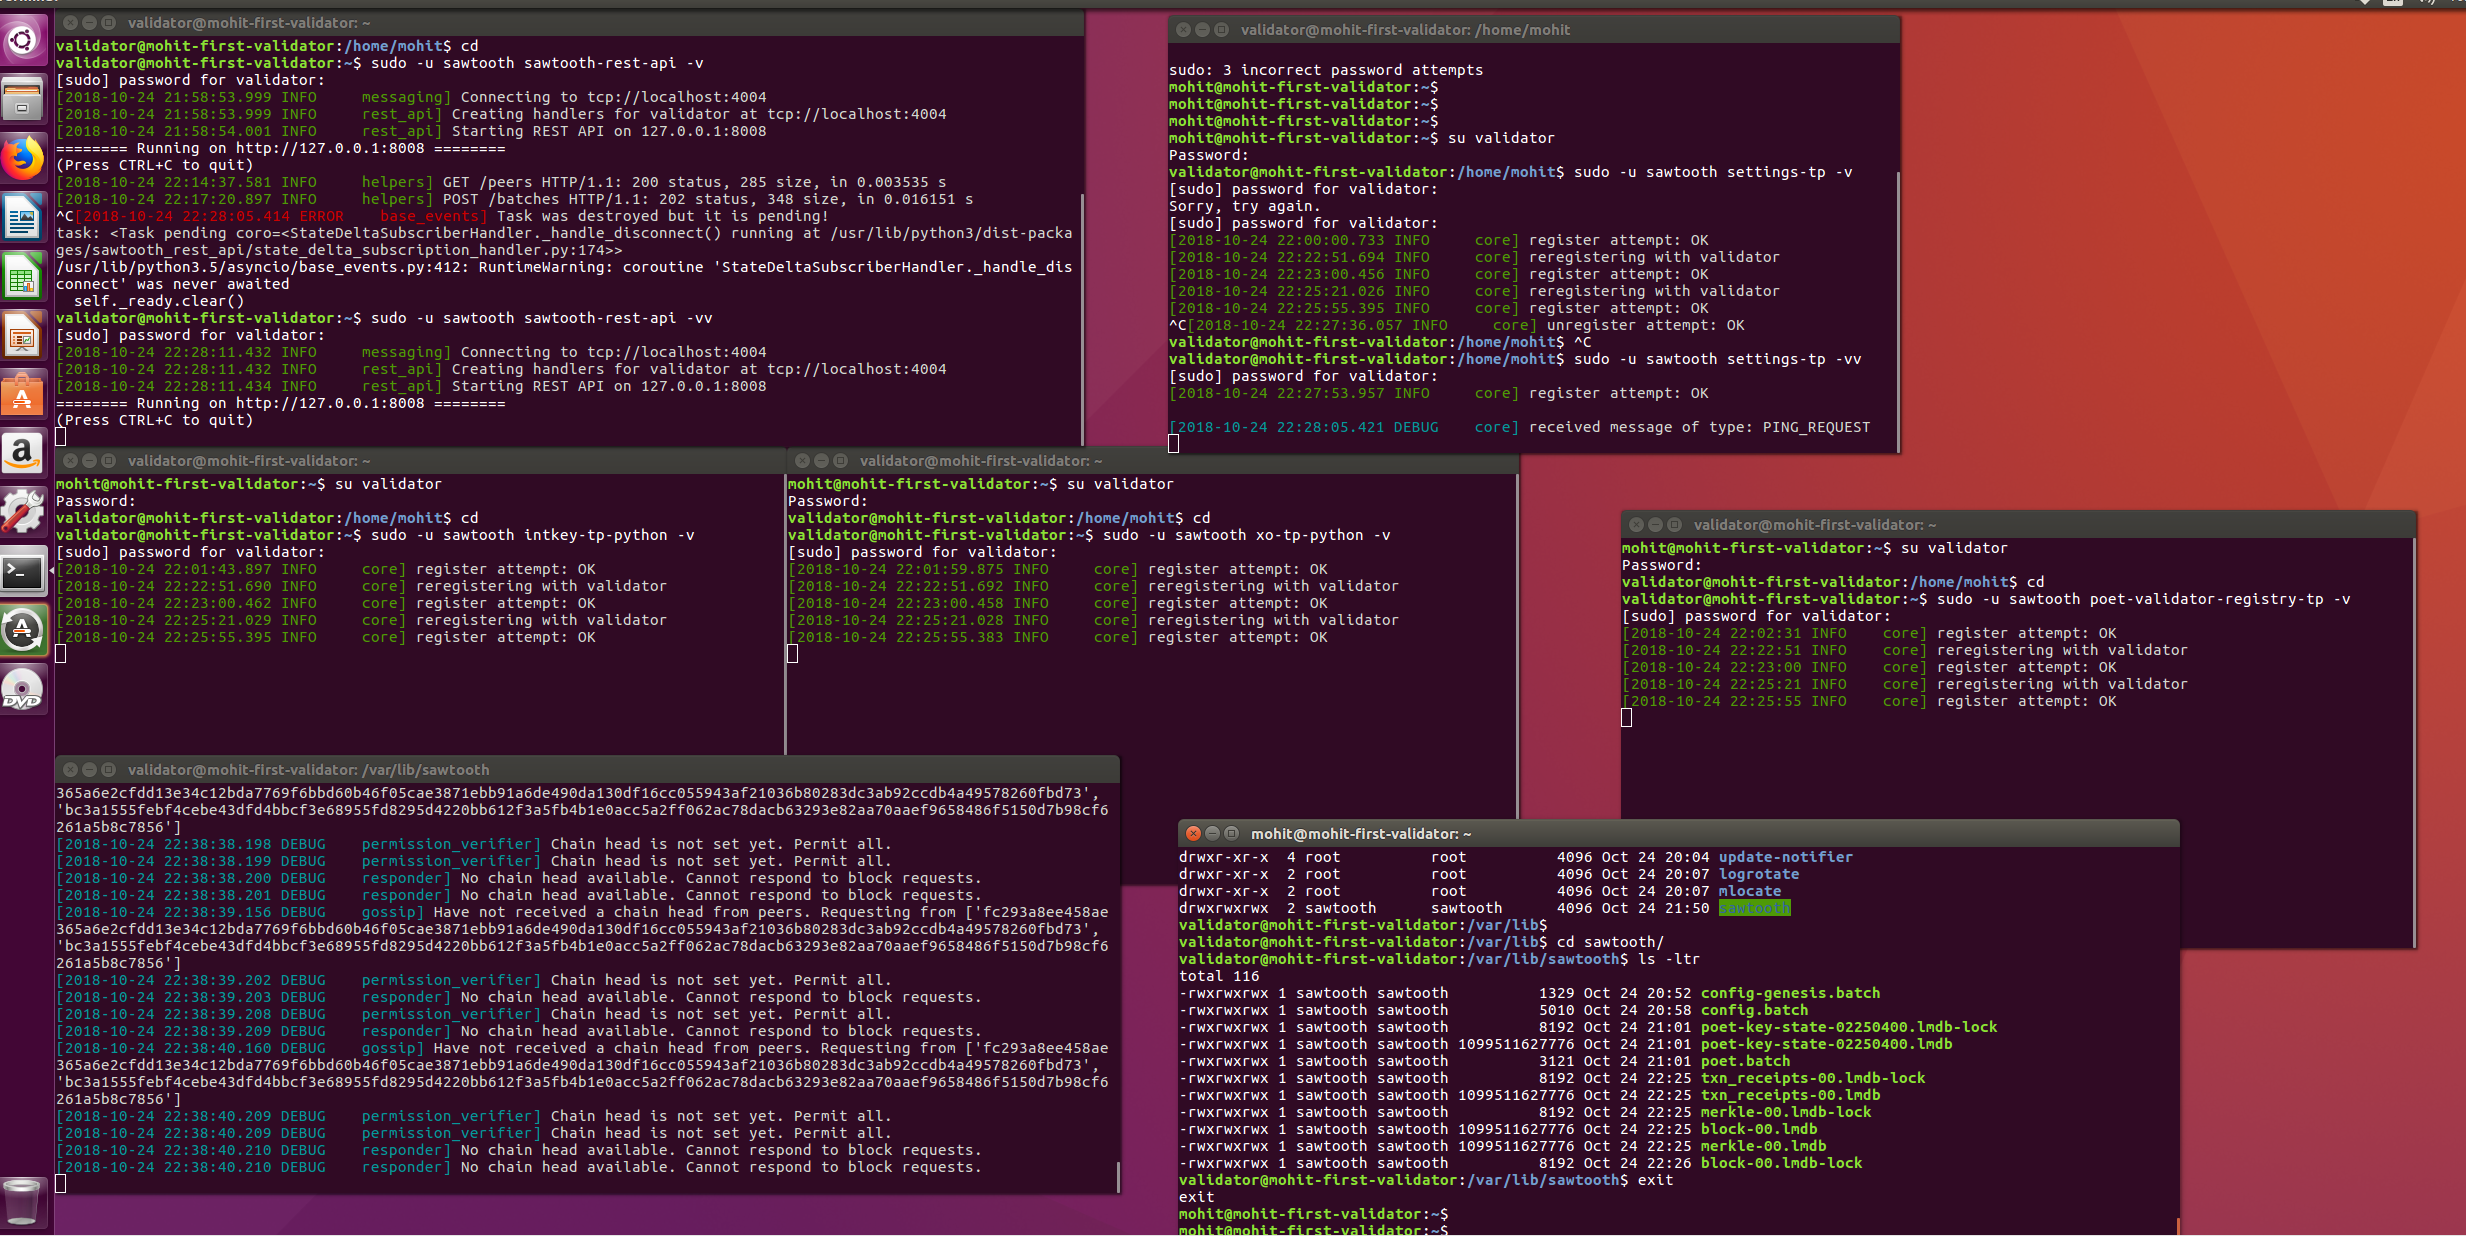 validator@mohit-first-validator: ~
validator@mohit-first-validator:/home/mohit$ cd
validator@mohit-first-validator:~$ sudo -u sawtooth sawtooth-rest-api -v
[sudo] password for validator:
[2018-10-24 21:58:53.999 INFO     messaging] Connecting to tcp://localhost:4004
[2018-10-24 21:58:53.999 INFO     rest_api] Creating handlers for validator at tcp://localhost:4004
[2018-10-24 21:58:54.001 INFO     rest_api] Starting REST API on 127.0.0.1:8008
======== Running on http://127.0.0.1:8008 ========
(Press CTRL+C to quit)
[2018-10-24 22:14:37.581 INFO     helpers] GET /peers HTTP/1.1: 200 status, 285 size, in 0.003535 s
[2018-10-24 22:17:20.897 INFO     helpers] POST /batches HTTP/1.1: 202 status, 348 size, in 0.016151 s
^C[2018-10-24 22:28:05.414 ERROR    base_events] Task was destroyed but it is pending!
task: <Task pending coro=<StateDeltaSubscriberHandler._handle_disconnect() running at /usr/lib/python3/dist-packa
ges/sawtooth_rest_api/state_delta_subscription_handler.py:174>>
/usr/lib/python3.5/asyncio/base_events.py:412: RuntimeWarning: coroutine 'StateDeltaSubscriberHandler._handle_dis
connect' was never awaited
  self._ready.clear()
validator@mohit-first-validator:~$ sudo -u sawtooth sawtooth-rest-api -vv
[sudo] password for validator:
[2018-10-24 22:28:11.432 INFO     messaging] Connecting to tcp://localhost:4004
[2018-10-24 22:28:11.432 INFO     rest_api] Creating handlers for validator at tcp://localhost:4004
[2018-10-24 22:28:11.434 INFO     rest_api] Starting REST API on 127.0.0.1:8008
======== Running on http://127.0.0.1:8008 ========
(Press CTRL+C to quit)
validator@mohit-first-validator: /home/mohit
sudo: 3 incorrect password attempts
mohit@mohit-first-validator:~$
mohit@mohit-first-validator:~$
mohit@mohit-first-validator:~$
mohit@mohit-first-validator:~$ su validator
Password:
validator@mohit-first-validator:/home/mohit$ sudo -u sawtooth settings-tp -v
[sudo] password for validator:
Sorry, try again.
[sudo] password for validator:
[2018-10-24 22:00:00.733 INFO     core] register attempt: OK
[2018-10-24 22:22:51.694 INFO     core] reregistering with validator
[2018-10-24 22:23:00.456 INFO     core] register attempt: OK
[2018-10-24 22:25:21.026 INFO     core] reregistering with validator
[2018-10-24 22:25:55.395 INFO     core] register attempt: OK
^C[2018-10-24 22:27:36.057 INFO     core] unregister attempt: OK
validator@mohit-first-validator:/home/mohit$ ^C
validator@mohit-first-validator:/home/mohit$ sudo -u sawtooth settings-tp -vv
[sudo] password for validator:
[2018-10-24 22:27:53.957 INFO     core] register attempt: OK
[2018-10-24 22:28:05.421 DEBUG    core] received message of type: PING_REQUEST
validator@mohit-first-validator: ~
mohit@mohit-first-validator:~$ su validator
Password:
validator@mohit-first-validator:/home/mohit$ cd
validator@mohit-first-validator:~$ sudo -u sawtooth intkey-tp-python -v
[sudo] password for validator:
[2018-10-24 22:01:43.897 INFO     core] register attempt: OK
[2018-10-24 22:22:51.690 INFO     core] reregistering with validator
[2018-10-24 22:23:00.462 INFO     core] register attempt: OK
[2018-10-24 22:25:21.029 INFO     core] reregistering with validator
[2018-10-24 22:25:55.395 INFO     core] register attempt: OK
validator@mohit-first-validator: ~
mohit@mohit-first-validator:~$ su validator
Password:
validator@mohit-first-validator:/home/mohit$ cd
validator@mohit-first-validator:~$ sudo -u sawtooth xo-tp-python -v
[sudo] password for validator:
[2018-10-24 22:01:59.875 INFO     core] register attempt: OK
[2018-10-24 22:22:51.692 INFO     core] reregistering with validator
[2018-10-24 22:23:00.458 INFO     core] register attempt: OK
[2018-10-24 22:25:21.028 INFO     core] reregistering with validator
[2018-10-24 22:25:55.383 INFO     core] register attempt: OK
validator@mohit-first-validator: ~
mohit@mohit-first-validator:~$ su validator
Password:
validator@mohit-first-validator:/home/mohit$ cd
validator@mohit-first-validator:~$ sudo -u sawtooth poet-validator-registry-tp -v
[sudo] password for validator:
[2018-10-24 22:02:31 INFO    core] register attempt: OK
[2018-10-24 22:22:51 INFO    core] reregistering with validator
[2018-10-24 22:23:00 INFO    core] register attempt: OK
[2018-10-24 22:25:21 INFO    core] reregistering with validator
[2018-10-24 22:25:55 INFO    core] register attempt: OK
validator@mohit-first-validator: /var/lib/sawtooth
365a6e2cfdd13e34c12bda7769f6bbd60b46f05cae3871ebb91a6de490da130df16cc055943af21036b80283dc3ab92ccdb4a49578260fbd73',
'bc3a1555febf4cebe43dfd4bbcf3e68955fd8295d4220bb612f3a5fb4b1e0acc5a2ff062ac78dacb63293e82aa70aaef9658486f5150d7b98cf6
261a5b8c7856']
[2018-10-24 22:38:38.198 DEBUG    permission_verifier] Chain head is not set yet. Permit all.
[2018-10-24 22:38:38.199 DEBUG    permission_verifier] Chain head is not set yet. Permit all.
[2018-10-24 22:38:38.200 DEBUG    responder] No chain head available. Cannot respond to block requests.
[2018-10-24 22:38:38.201 DEBUG    responder] No chain head available. Cannot respond to block requests.
[2018-10-24 22:38:39.156 DEBUG    gossip] Have not received a chain head from peers. Requesting from ['fc293a8ee458ae
365a6e2cfdd13e34c12bda7769f6bbd60b46f05cae3871ebb91a6de490da130df16cc055943af21036b80283dc3ab92ccdb4a49578260fbd73',
'bc3a1555febf4cebe43dfd4bbcf3e68955fd8295d4220bb612f3a5fb4b1e0acc5a2ff062ac78dacb63293e82aa70aaef9658486f5150d7b98cf6
261a5b8c7856']
[2018-10-24 22:38:39.202 DEBUG    permission_verifier] Chain head is not set yet. Permit all.
[2018-10-24 22:38:39.203 DEBUG    responder] No chain head available. Cannot respond to block requests.
[2018-10-24 22:38:39.208 DEBUG    permission_verifier] Chain head is not set yet. Permit all.
[2018-10-24 22:38:39.209 DEBUG    responder] No chain head available. Cannot respond to block requests.
[2018-10-24 22:38:40.160 DEBUG    gossip] Have not received a chain head from peers. Requesting from ['fc293a8ee458ae
365a6e2cfdd13e34c12bda7769f6bbd60b46f05cae3871ebb91a6de490da130df16cc055943af21036b80283dc3ab92ccdb4a49578260fbd73',
'bc3a1555febf4cebe43dfd4bbcf3e68955fd8295d4220bb612f3a5fb4b1e0acc5a2ff062ac78dacb63293e82aa70aaef9658486f5150d7b98cf6
261a5b8c7856']
[2018-10-24 22:38:40.209 DEBUG    permission_verifier] Chain head is not set yet. Permit all.
[2018-10-24 22:38:40.209 DEBUG    permission_verifier] Chain head is not set yet. Permit all.
[2018-10-24 22:38:40.210 DEBUG    responder] No chain head available. Cannot respond to block requests.
[2018-10-24 22:38:40.210 DEBUG    responder] No chain head available. Cannot respond to block requests.
mohit@mohit-first-validator: ~
drwxr-xr-x  4 root          root             4096 Oct 24 20:04 update-notifier
drwxr-xr-x  2 root          root             4096 Oct 24 20:07 logrotate
drwxr-xr-x  2 root          root             4096 Oct 24 20:07 mlocate
drwxrwxrwx  2 sawtooth      sawtooth         4096 Oct 24 21:50 sawtooth
validator@mohit-first-validator:/var/lib$
validator@mohit-first-validator:/var/lib$ cd sawtooth/
validator@mohit-first-validator:/var/lib/sawtooth$ ls -ltr
total 116
-rwxrwxrwx 1 sawtooth sawtooth          1329 Oct 24 20:52 config-genesis.batch
-rwxrwxrwx 1 sawtooth sawtooth          5010 Oct 24 20:58 config.batch
-rwxrwxrwx 1 sawtooth sawtooth          8192 Oct 24 21:01 poet-key-state-02250400.lmdb-lock
-rwxrwxrwx 1 sawtooth sawtooth 1099511627776 Oct 24 21:01 poet-key-state-02250400.lmdb
-rwxrwxrwx 1 sawtooth sawtooth          3121 Oct 24 21:01 poet.batch
-rwxrwxrwx 1 sawtooth sawtooth          8192 Oct 24 22:25 txn_receipts-00.lmdb-lock
-rwxrwxrwx 1 sawtooth sawtooth 1099511627776 Oct 24 22:25 txn_receipts-00.lmdb
-rwxrwxrwx 1 sawtooth sawtooth          8192 Oct 24 22:25 merkle-00.lmdb-lock
-rwxrwxrwx 1 sawtooth sawtooth 1099511627776 Oct 24 22:25 block-00.lmdb
-rwxrwxrwx 1 sawtooth sawtooth 1099511627776 Oct 24 22:25 merkle-00.lmdb
-rwxrwxrwx 1 sawtooth sawtooth          8192 Oct 24 22:26 block-00.lmdb-lock
validator@mohit-first-validator:/var/lib/sawtooth$ exit
exit
mohit@mohit-first-validator:~$
mohit@mohit-first-validator:~$